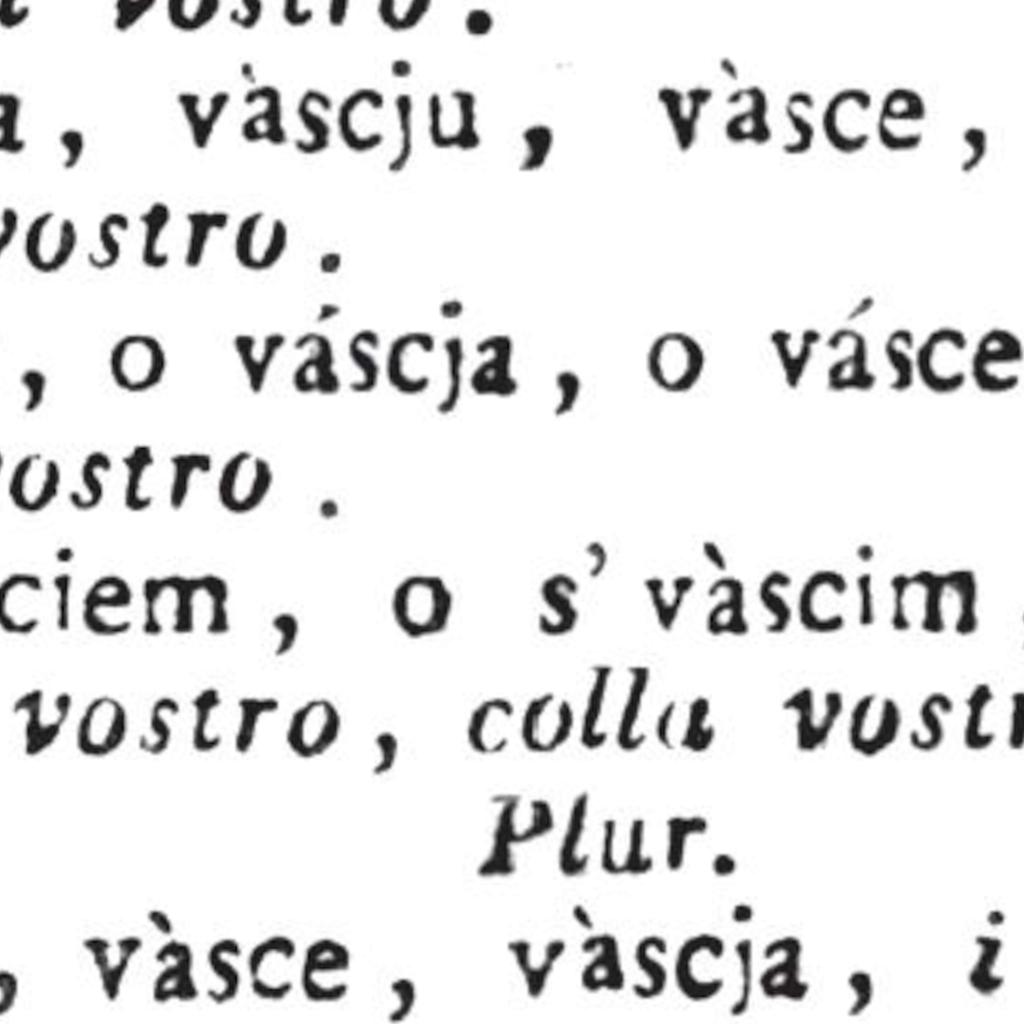 vostro.
a, vàscju, vàsce,
vostro.
, o váscja, o vásce
vostro.
ciem, o s' vàscim
vostro, colla vostr
Plur.
, vàsce, vàscja, i